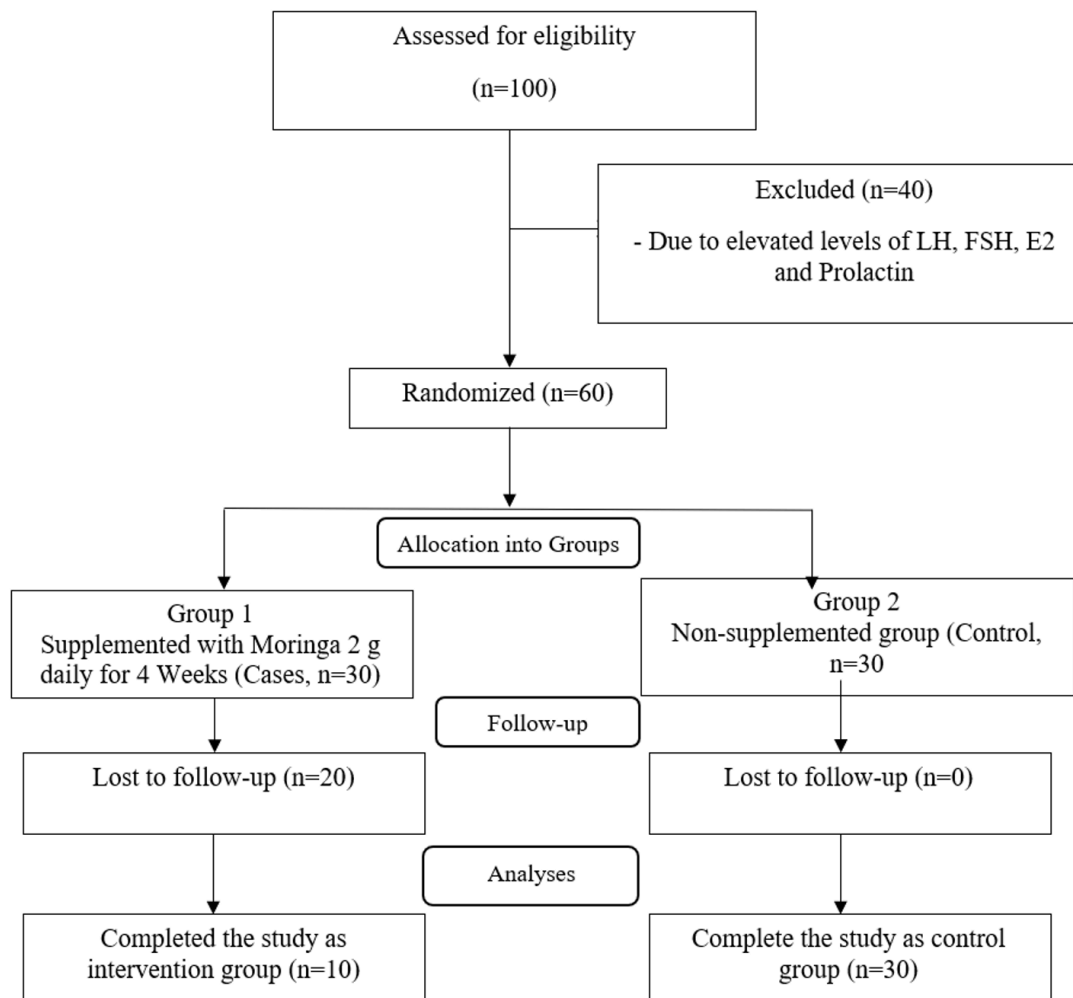 Assessed for eligibility
(n=100)
Excluded (n=40)
- Due to elevated levels of LH, FSH, E2
and Prolactin
Randomized (n=60)
Allocation into Groups
Group 1
Supplemented with Moringa 2 g
daily for 4 Weeks (Cases, n=30)
Group 2
Non-supplemented group (Control,
n=30
Follow-up
Lost to follow-up (n=20)
Lost to follow-up (n=0)
Analyses
Completed the study as
intervention group (n=10)
Complete the study as control
group (n=30)